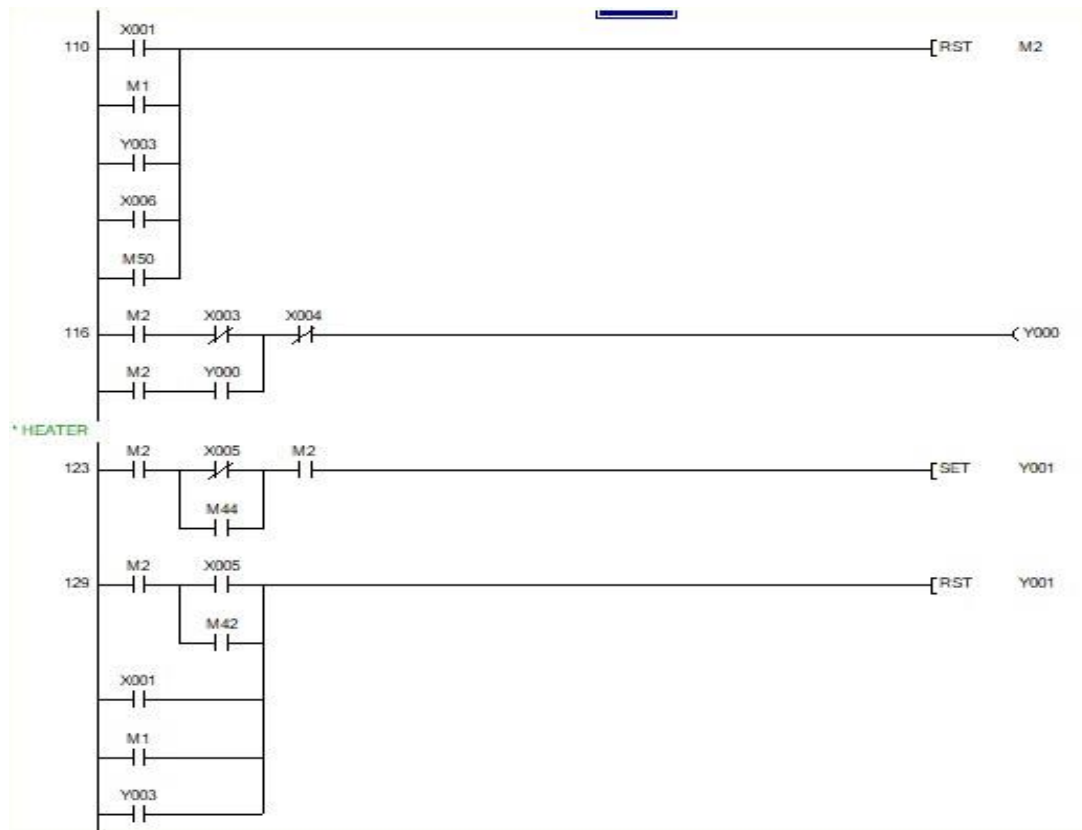 X001
110 [RST M2
M1
Y003
X006
M50
M2 X003 X004
116 ( Y000
M2 Y000
* HEATER
M2 X005 M2
123 [SET Y001
M44
M2 X005
129 [RST Y001
M42
X001
M1
Y003